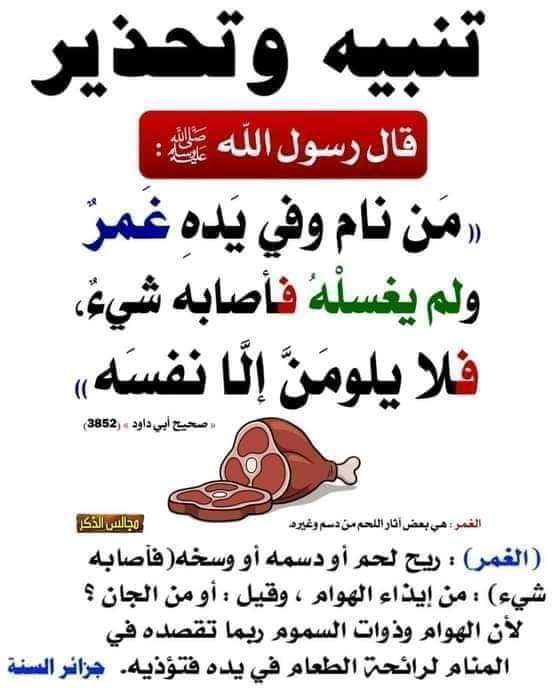 تنبيه وتحذير
قال رسول الله ﷺ :
(( مَن نام وفي يَدهِ غَمرٌ
ولم يغسلْهُ فأصابه شيءٌ،
فلا يلومَنَّ إلَّا نفسَه ))
« صحيح أبي داود » (3852)
الغمر : هي بعض آثار اللحم من دسم وغيره.
مجالس الذكر
(الغمر) : ريح لحم أو دسمه أو وسخه(فأصابه
شيء) : من إيذاء الهوام ، وقيل : أو من الجان ؟
لأن الهوام وذوات السموم ربما تقصده في
المنام لرائحة الطعام في يده فتؤذيه. جزائر السنة